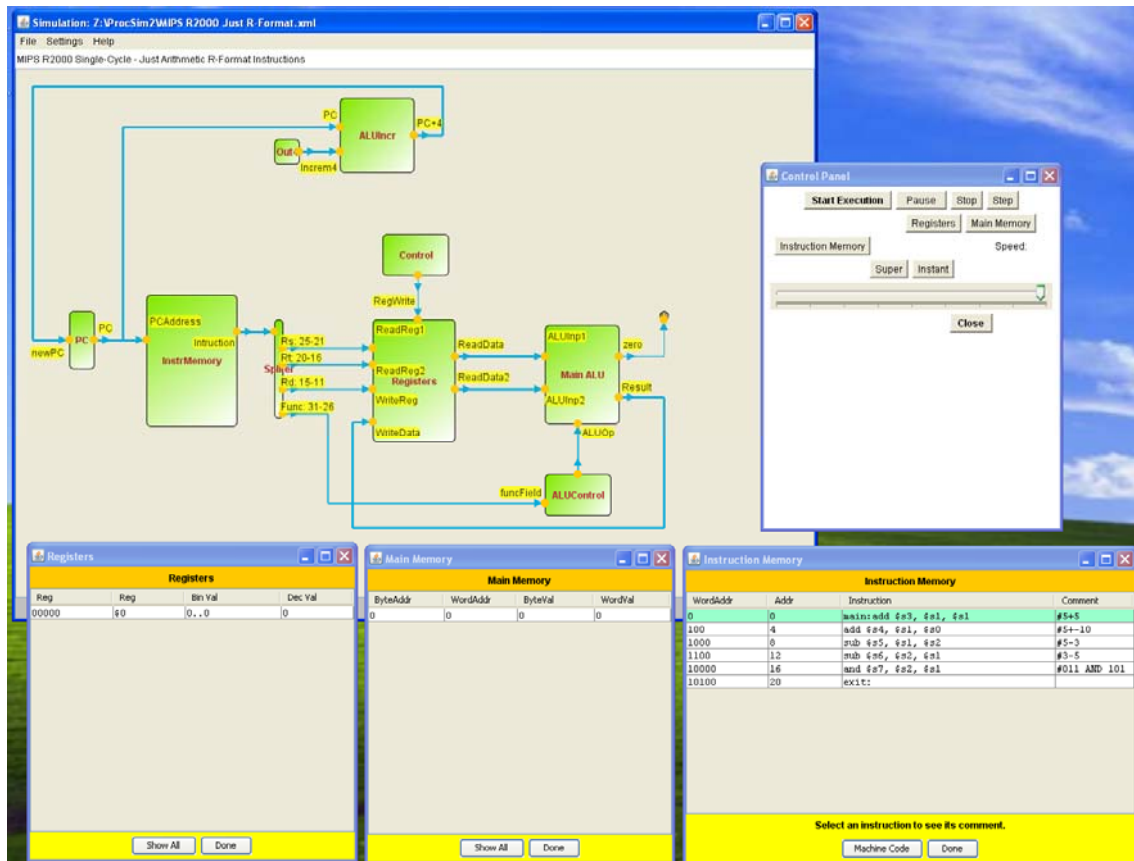 Simulation: Z:\ProcSim2\MIPS R2000 Just R-Format.xml
File Settings Help
MIPS R2000 Single-Cycle - Just Arithmetic R-Format Instructions
PC
ALUIncr
PC+4
Out
Increm4
Control
RegWrite
PC
newPC
PC
PCAddress
Intruction
InstrMemory
Rs: 25-21
Rt: 20-16
Rd: 15-11
Func: 31-26
ReadReg1
ReadReg2
Registers
WriteReg
WriteData
ReadData
ReadData2
ALUInp1
Main ALU
ALUInp2
zero
Result
ALUOp
funcField
ALUControl
Control Panel
Start Execution Pause Stop Step
Registers Main Memory
Instruction Memory Speed:
Super Instant
Close
Registers
Registers
Reg Reg Bin Val Dec Val
00000 $0 0..0 0
Show All Done
Main Memory
Main Memory
ByteAddr WordAddr ByteVal WordVal
0 0 0 0
Show All Done
Instruction Memory
Instruction Memory
WordAddr Addr Instruction Comment
0 0 main:add $s3, $s1, $s1 #5+5
100 4 add $s4, $s1, $s0 #5+-10
1000 8 sub $s5, $s1, $s2 #5-3
1100 12 sub $s6, $s2, $s1 #3-5
10000 16 and $s7, $s2, $s1 #011 AND 101
10100 20 exit:
Select an instruction to see its comment.
Machine Code Done